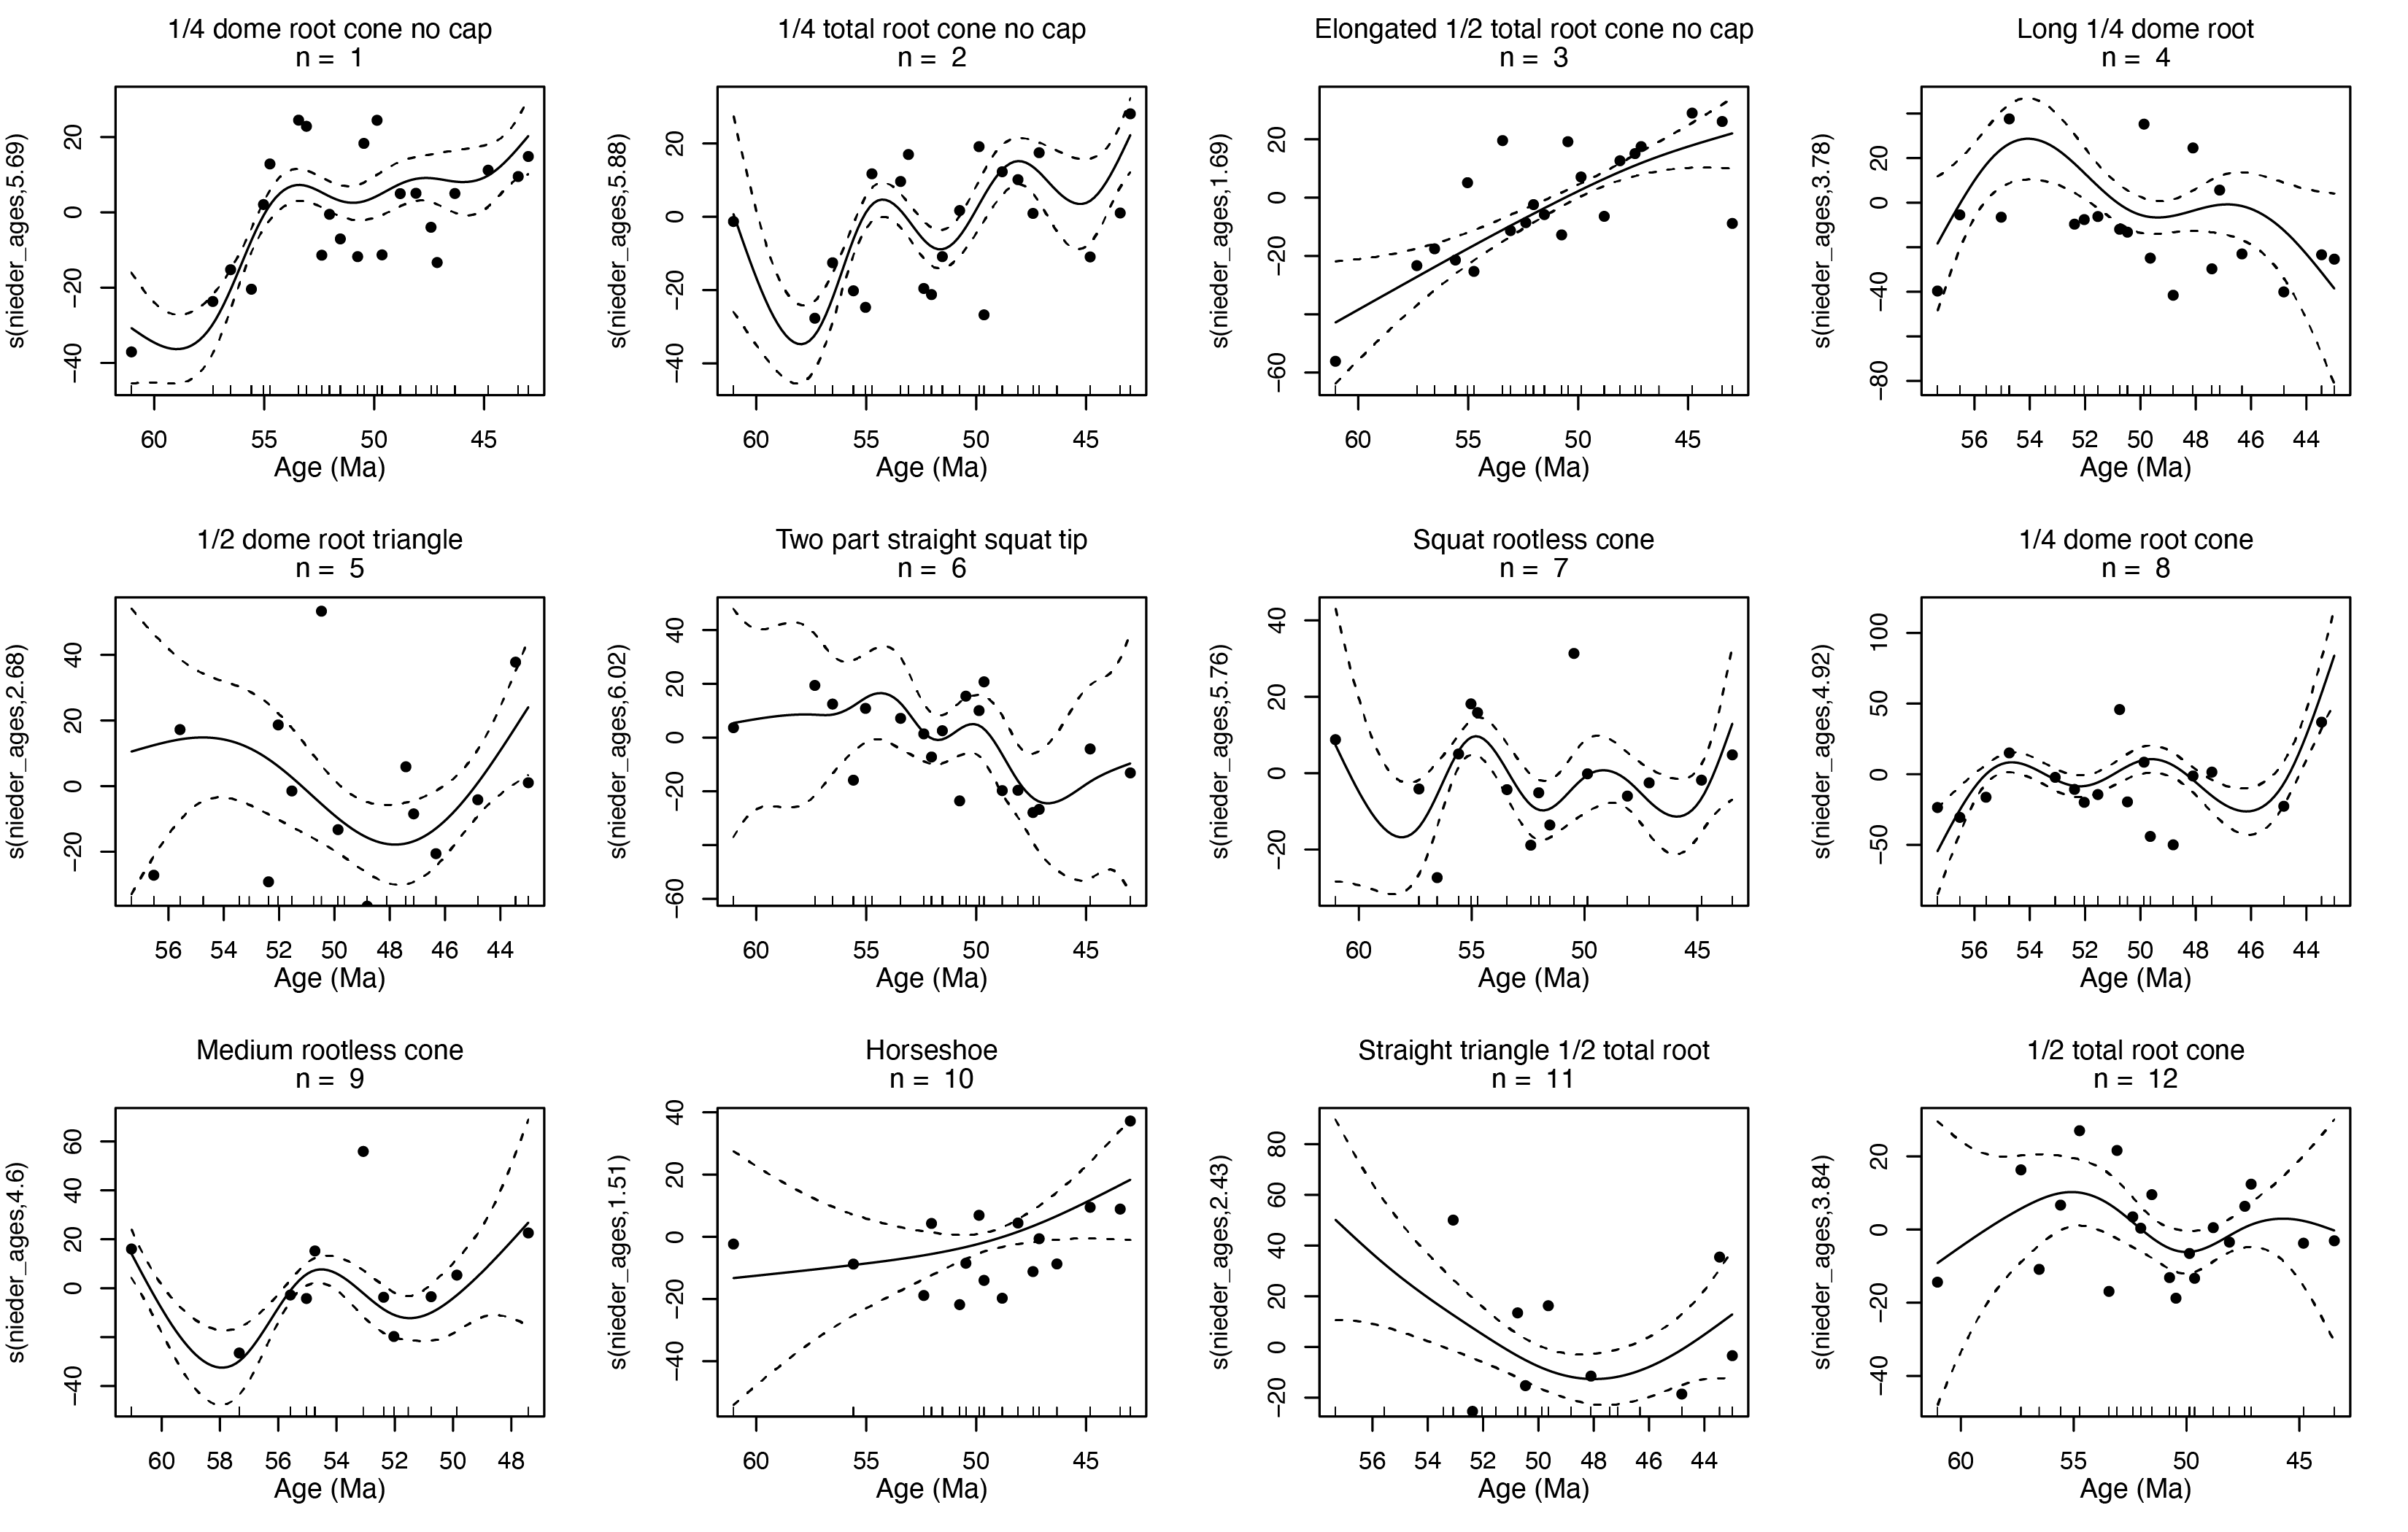 1/4 dome root cone no cap
n = 1
s(nieder_ages,5.69)
20
0
−20
−40
60 55 50 45
Age (Ma)
1/4 total root cone no cap
n = 2
s(nieder_ages,5.88)
20
0
−20
−40
60 55 50 45
Age (Ma)
Elongated 1/2 total root cone no cap
n = 3
s(nieder_ages,1.69)
20
0
−20
−60
60 55 50 45
Age (Ma)
Long 1/4 dome root
n = 4
s(nieder_ages,3.78)
20
0
−40
−80
56 54 52 50 48 46 44
Age (Ma)
1/2 dome root triangle
n = 5
s(nieder_ages,2.68)
40
20
0
−20
56 54 52 50 48 46 44
Age (Ma)
Two part straight squat tip
n = 6
s(nieder_ages,6.02)
40
20
0
−20
−60
60 55 50 45
Age (Ma)
Squat rootless cone
n = 7
s(nieder_ages,5.76)
40
20
0
−20
60 55 50 45
Age (Ma)
1/4 dome root cone
n = 8
s(nieder_ages,4.92)
100
50
0
−50
56 54 52 50 48 46 44
Age (Ma)
Medium rootless cone
n = 9
s(nieder_ages,4.6)
60
40
20
0
−40
60 58 56 54 52 50 48
Age (Ma)
Horseshoe
n = 10
s(nieder_ages,1.51)
40
20
0
−20
−40
60 55 50 45
Age (Ma)
Straight triangle 1/2 total root
n = 11
s(nieder_ages,2.43)
80
60
40
20
0
−20
56 54 52 50 48 46 44
Age (Ma)
1/2 total root cone
n = 12
s(nieder_ages,3.84)
20
0
−20
−40
60 55 50 45
Age (Ma)